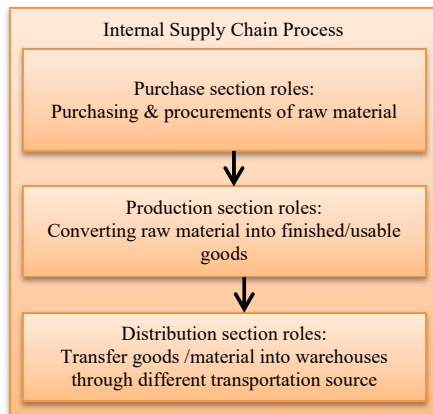 Internal Supply Chain Process
Purchase section roles:
Purchasing & procurements of raw material
Production section roles:
Converting raw material into finished/usable
goods
Distribution section roles:
Transfer goods /material into warehouses
through different transportation source